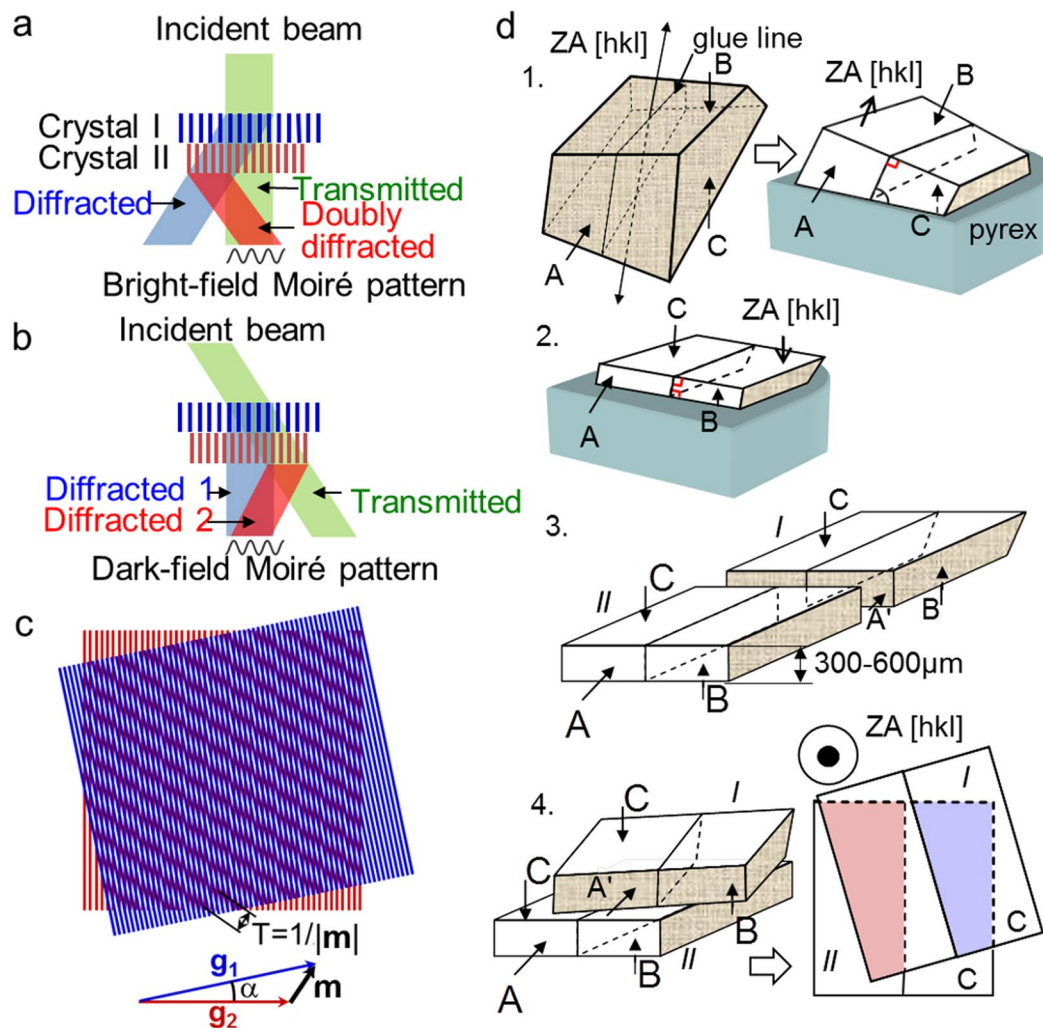 a
Incident beam
Crystal I
Crystal II
Diffracted
Transmitted
Doubly
diffracted
Bright-field Moiré pattern
b
Incident beam
Diffracted 1
Diffracted 2
Transmitted
Dark-field Moiré pattern
c
T=1/|m|
g1
α
m
g2
d
1.
ZA [hkl]
glue line
B
A
C
ZA [hkl]
B
A
C
pyrex
2.
C
ZA [hkl]
A
B
3.
I
C
II
C
A'
B
300-600µm
A
B
4.
C
I
C
A'
B
A
B
II
ZA [hkl]
I
II
C
C